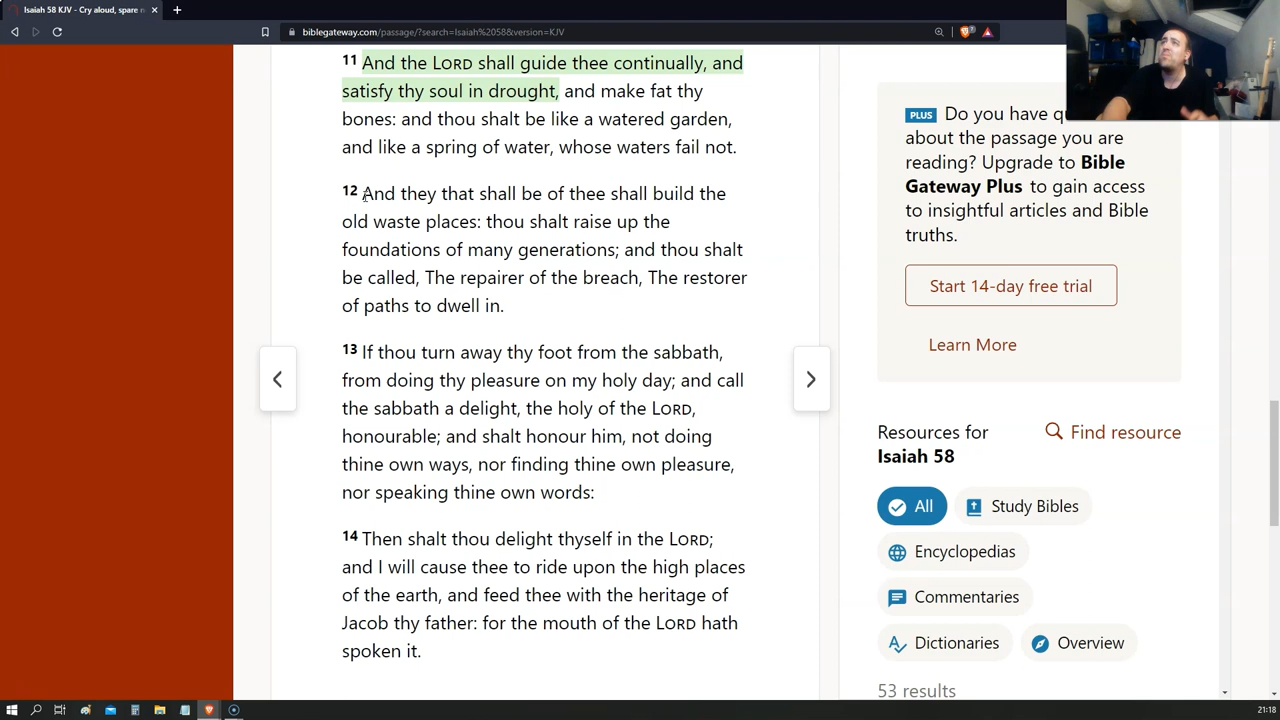 Isaiah 58 KJV - Cry aloud, spare n
biblegateway.com/passage/?search=Isaiah%2058&version=KJV
11 And the LORD shall guide thee continually, and
satisfy thy soul in drought, and make fat thy
bones: and thou shalt be like a watered garden,
and like a spring of water, whose waters fail not.
12 And they that shall be of thee shall build the
old waste places: thou shalt raise up the
foundations of many generations; and thou shalt
be called, The repairer of the breach, The restorer
of paths to dwell in.
13 If thou turn away thy foot from the sabbath,
from doing thy pleasure on my holy day; and call
the sabbath a delight, the holy of the LORD,
honourable; and shalt honour him, not doing
thine own ways, nor finding thine own pleasure,
nor speaking thine own words:
14 Then shalt thou delight thyself in the LORD;
and I will cause thee to ride upon the high places
of the earth, and feed thee with the heritage of
Jacob thy father: for the mouth of the LORD hath
spoken it.
PLUS Do you have
about the passage you are
reading? Upgrade to Bible
Gateway Plus to gain access
to insightful articles and Bible
truths.
Start 14-day free trial
Learn More
Resources for
Isaiah 58
Find resource
All
Study Bibles
Encyclopedias
Commentaries
Dictionaries
Overview
53 results
21:18